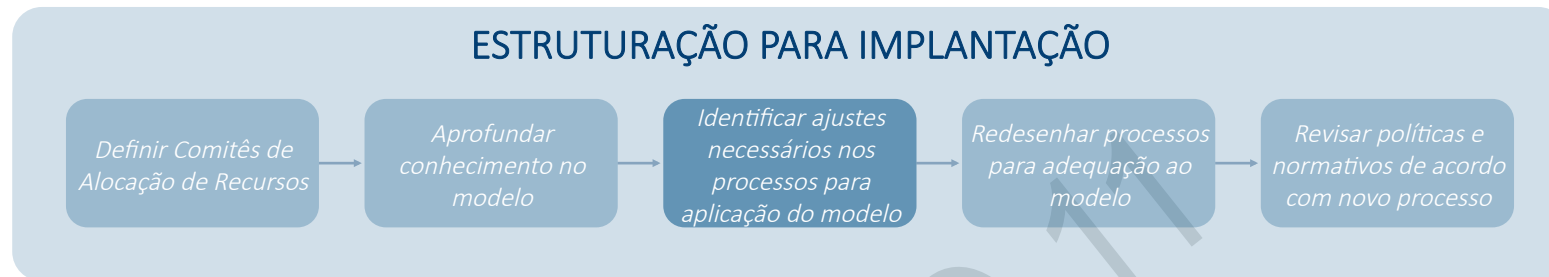 ESTRUTURAÇÃO PARA IMPLANTAÇÃO
Definir Comitês de
Alocação de Recursos
Aprofundar
conhecimento no
modelo
Identificar ajustes
necessários nos
processos para
aplicação do modelo
Redesenhar processos
para adequação ao
modelo
Revisar políticas e
normativos de acordo
com novo processo